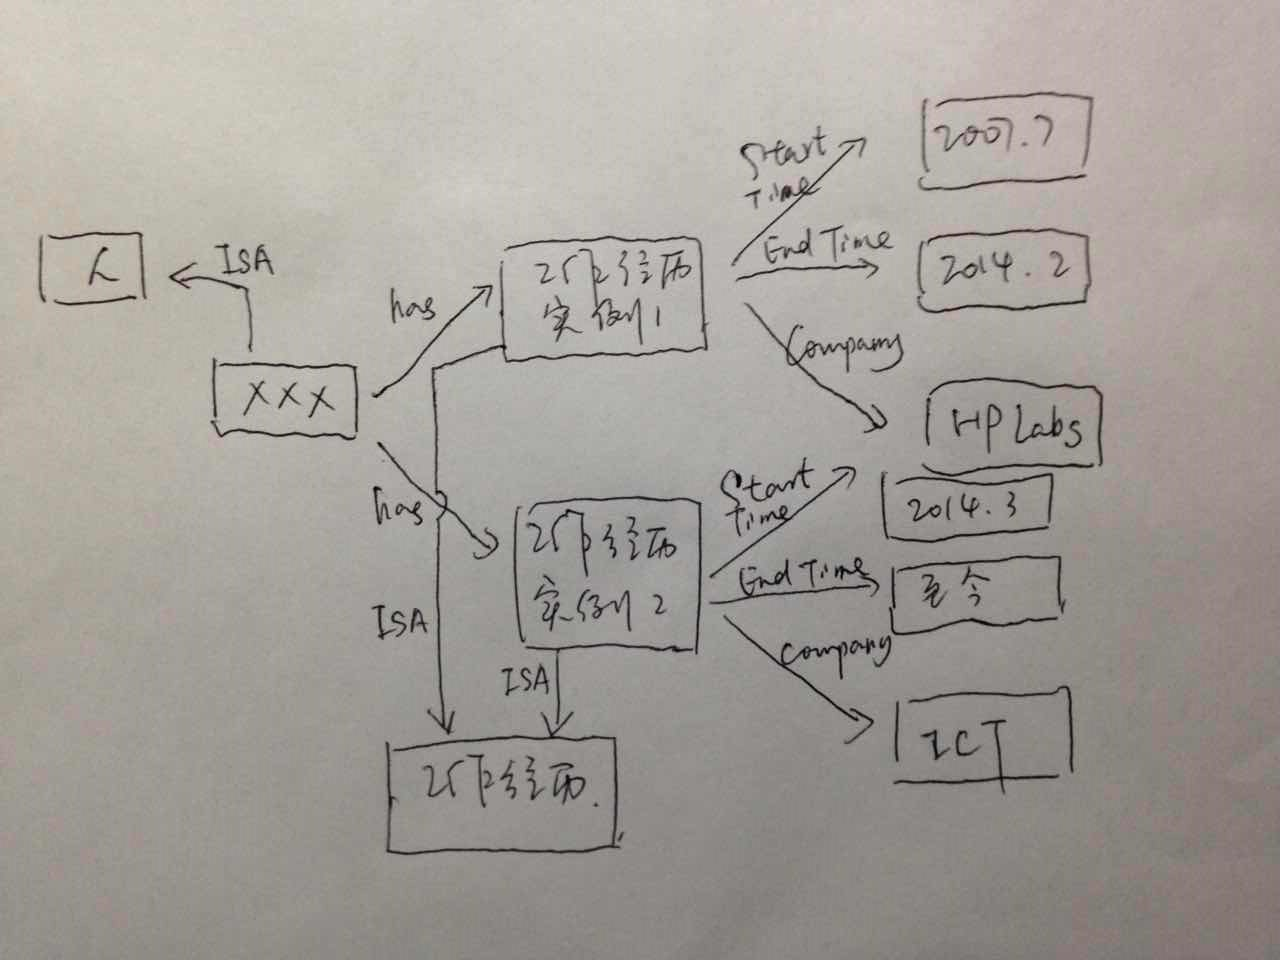 2007.7
Start
Time
人
ISA
End Time
2014.2
has
工作经历
实例1
Company
XXX
HP Labs
has
Start
Time
2014.3
工作经历
实例2
End Time
至今
ISA
ISA
Company
ICT
工作经历.